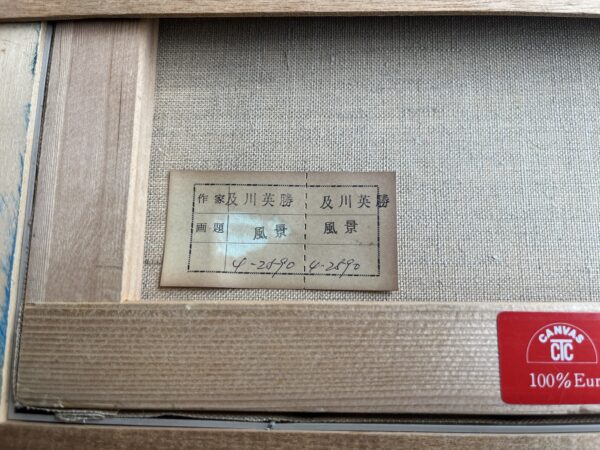 作家 及川英勝 及川英勝
画題 風景 風景
4-2890 4-2890
CANVAS
CTC
100% Eur